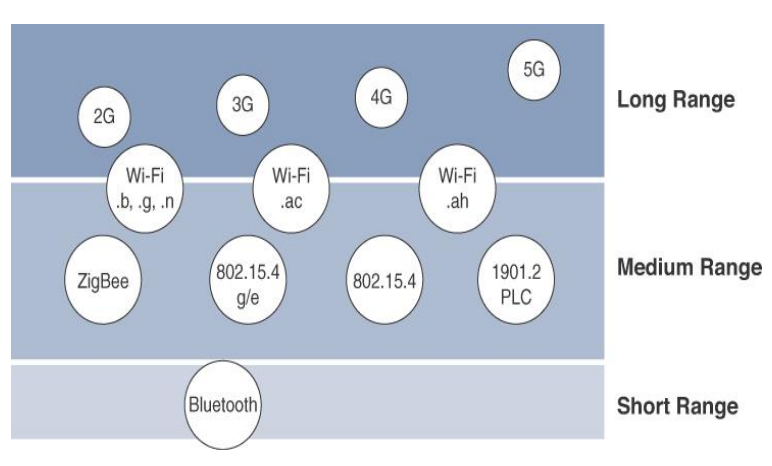 5G
4G
3G
2G
Long Range
Wi-Fi
.b, .g, .n
Wi-Fi
.ac
Wi-Fi
.ah
ZigBee
802.15.4
g/e
802.15.4
1901.2
PLC
Medium Range
Bluetooth
Short Range